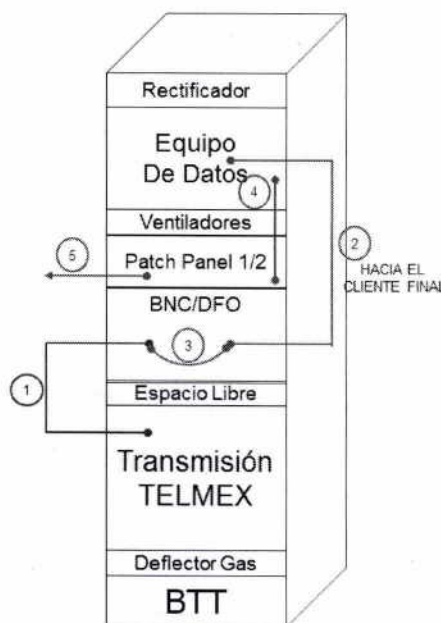 Rectificador
Equipo
De Datos
4
Ventiladores
5
Patch Panel 1/2
2
HACIA EL
CLIENTE FINAL
BNC/DFO
3
1
Espacio Libre
Transmisión
TELMEX
Deflector Gas
BTT